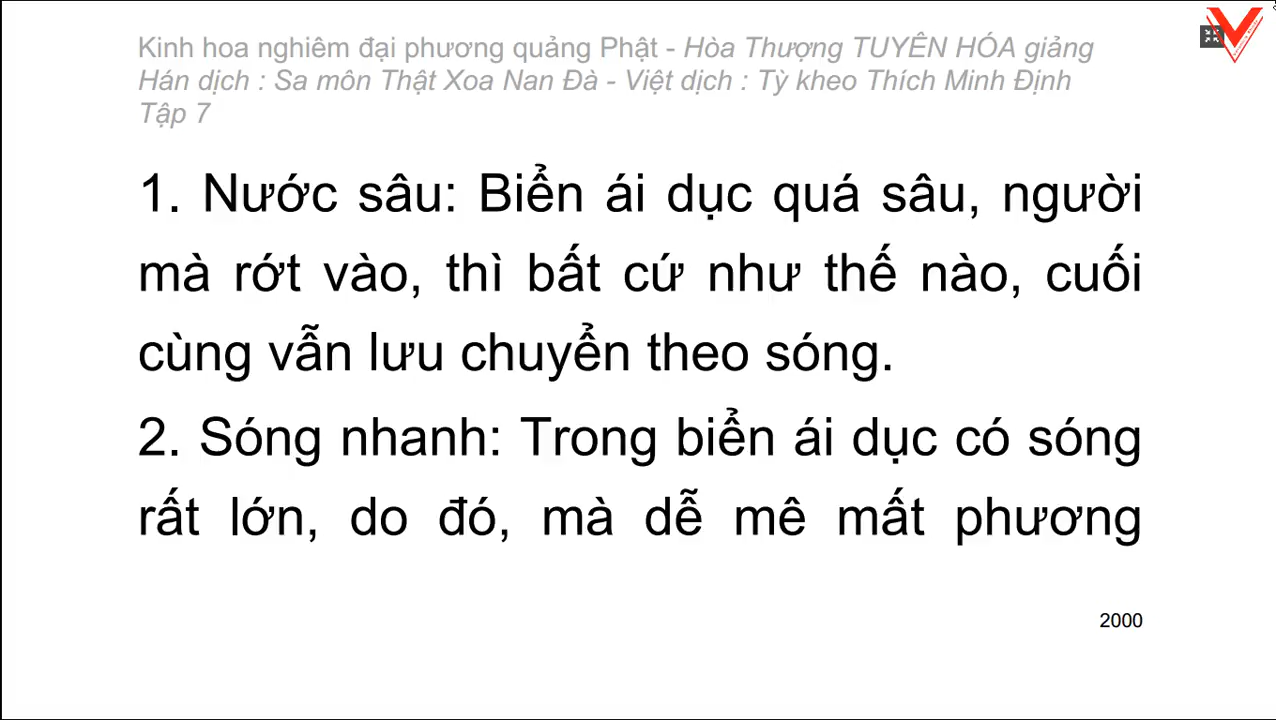 Kinh hoa nghiêm đại phương quảng Phật - Hòa Thượng TUYÊN HÓA giảng
Hán dịch : Sa môn Thật Xoa Nan Đà - Việt dịch : Tỳ kheo Thích Minh Định
Tập 7
1. Nước sâu: Biển ái dục quá sâu, người
mà rớt vào, thì bất cứ như thế nào, cuối
cùng vẫn lưu chuyển theo sóng.
2. Sóng nhanh: Trong biển ái dục có sóng
rất lớn, do đó, mà dễ mê mất phương
2000